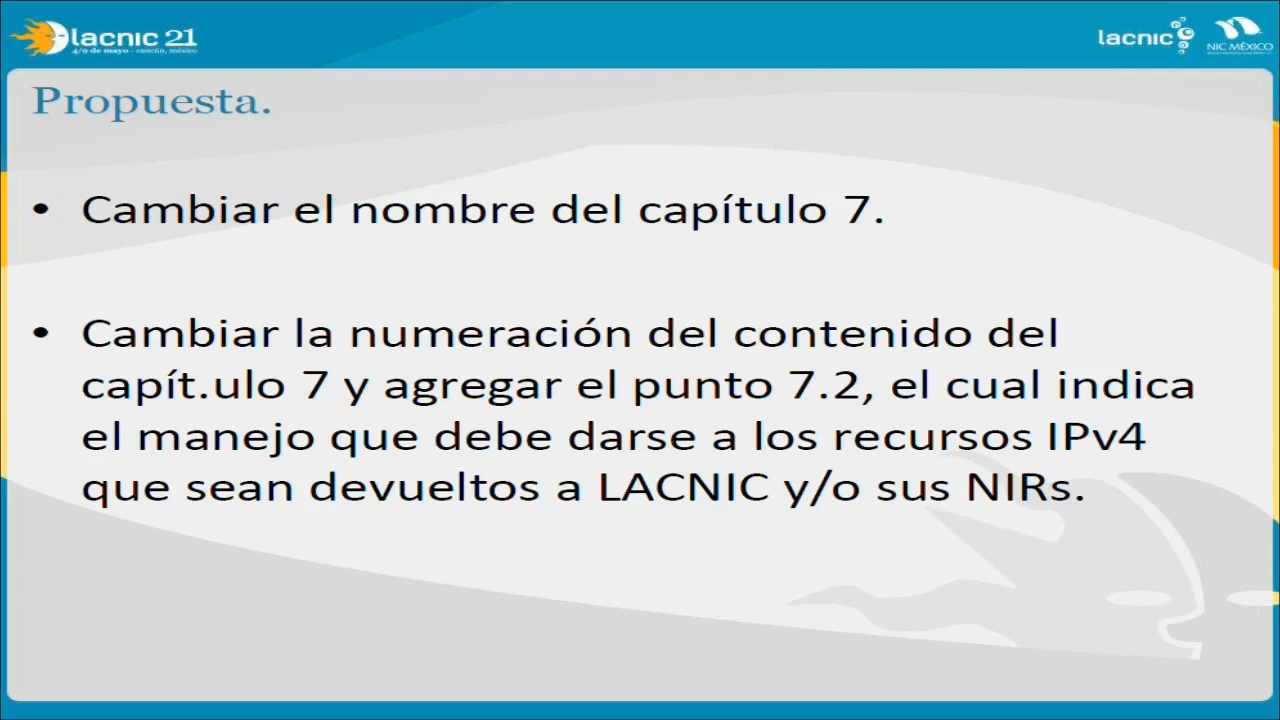 lacnic 21
4/9 de mayo - cancún, méxico
lacnic
NIC MÉXICO
Propuesta.
• Cambiar el nombre del capítulo 7.
• Cambiar la numeración del contenido del
capít.ulo 7 y agregar el punto 7.2, el cual indica
el manejo que debe darse a los recursos IPv4
que sean devueltos a LACNIC y/o sus NIRs.